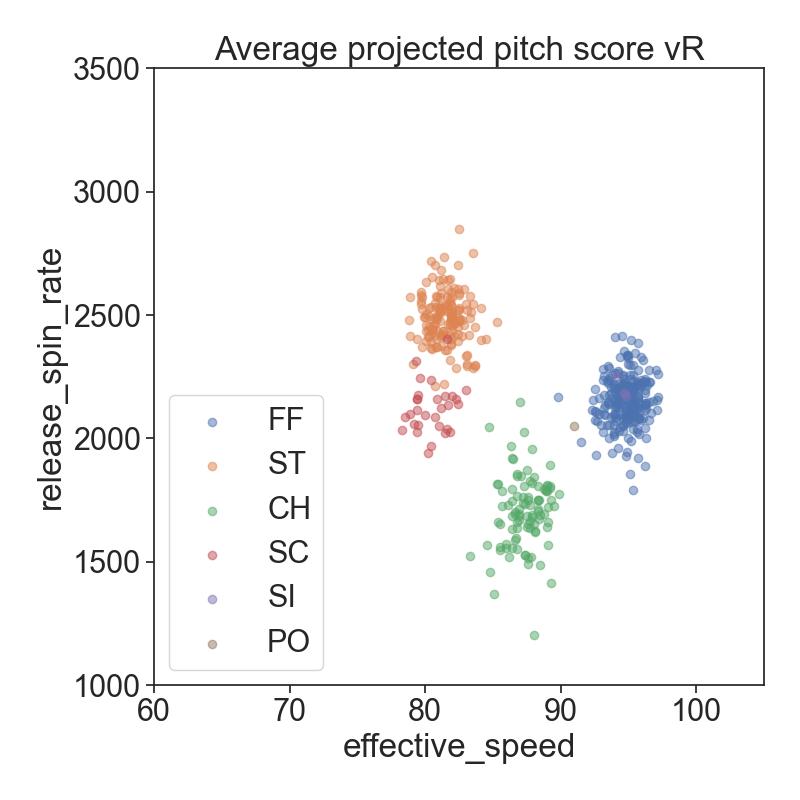 Average projected pitch score vR
3500
3000
2500
2000
1500
1000
release_spin_rate
FF
ST
CH
SC
SI
PO
60
70
80
90
100
effective_speed